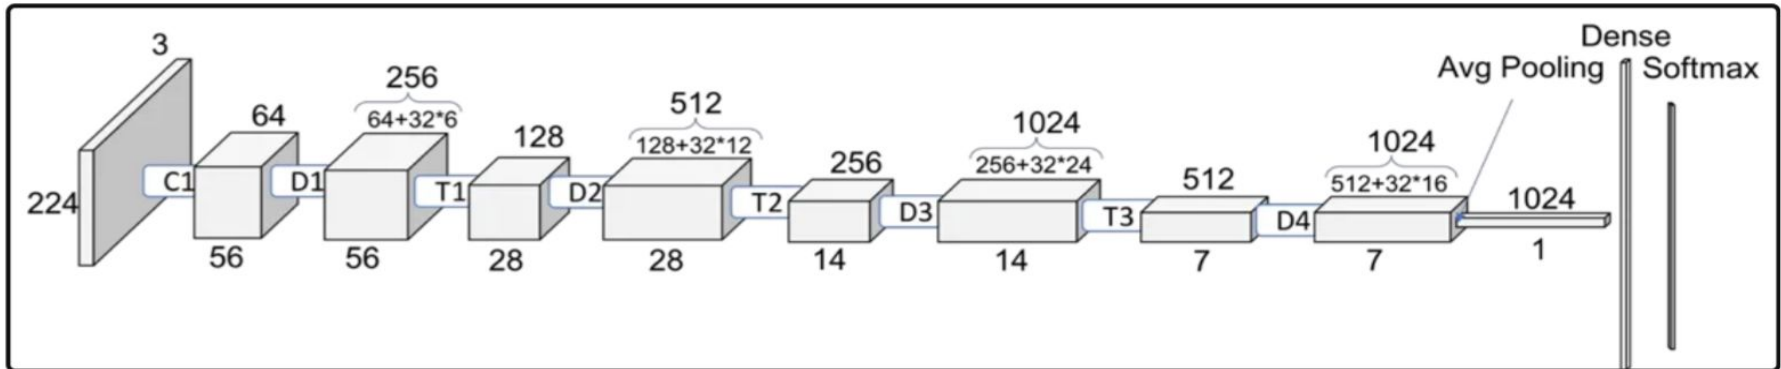 3
224
C1
64
56
D1
256
64+32*6
56
T1
128
28
D2
512
128+32*12
28
T2
256
14
D3
1024
256+32*24
14
T3
512
7
D4
1024
512+32*16
7
Avg Pooling
1024
1
Dense
Softmax